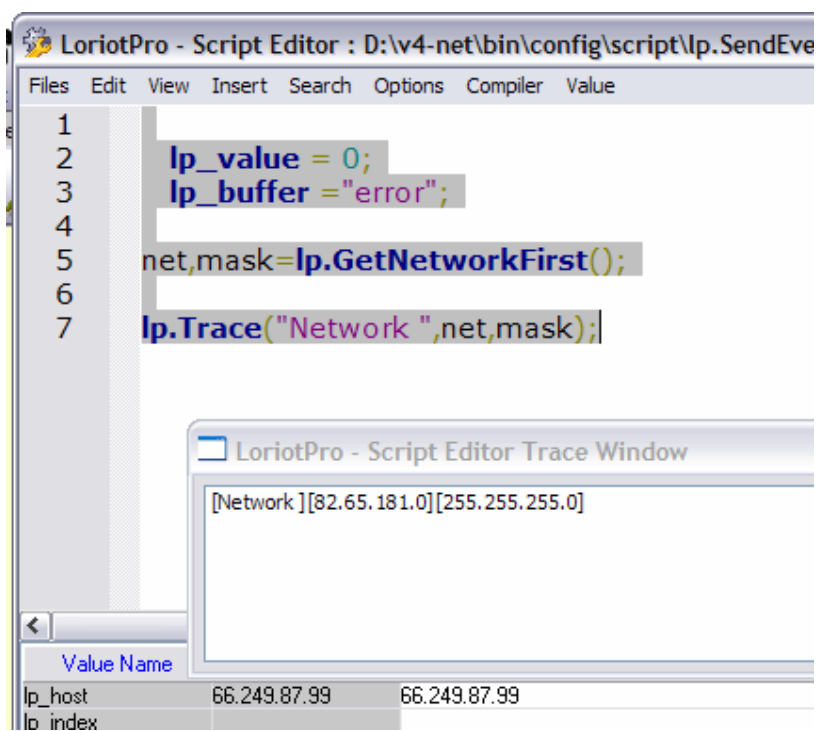 LoriotPro - Script Editor : D:\v4-net\bin\config\script\lp.SendEve
Files Edit View Insert Search Options Compiler Value
1
2 lp_value = 0;
3 lp_buffer ="error";
4
5 net,mask=lp.GetNetworkFirst();
6
7 lp.Trace("Network ",net,mask);
LoriotPro - Script Editor Trace Window
[Network ][82.65.181.0][255.255.255.0]
Value Name
lp_host 66.249.87.99 66.249.87.99
lp_index